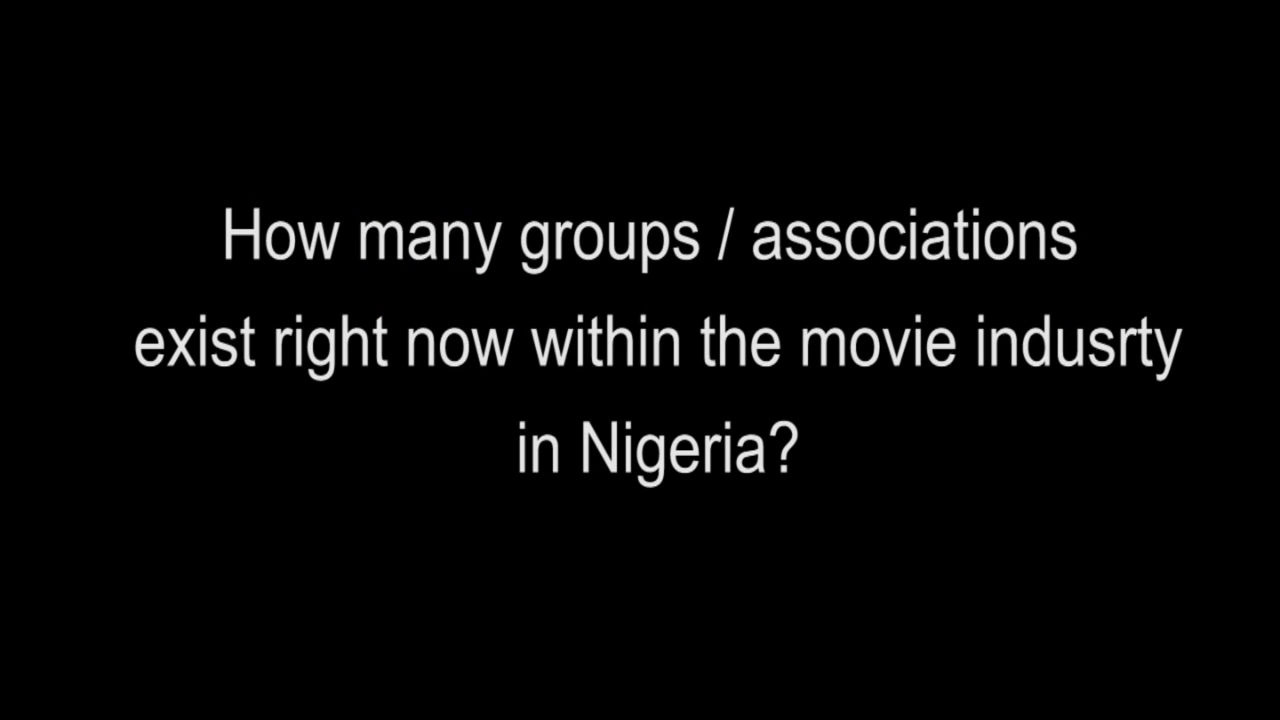 How many groups / associations
exist right now within the movie indusrty
in Nigeria?